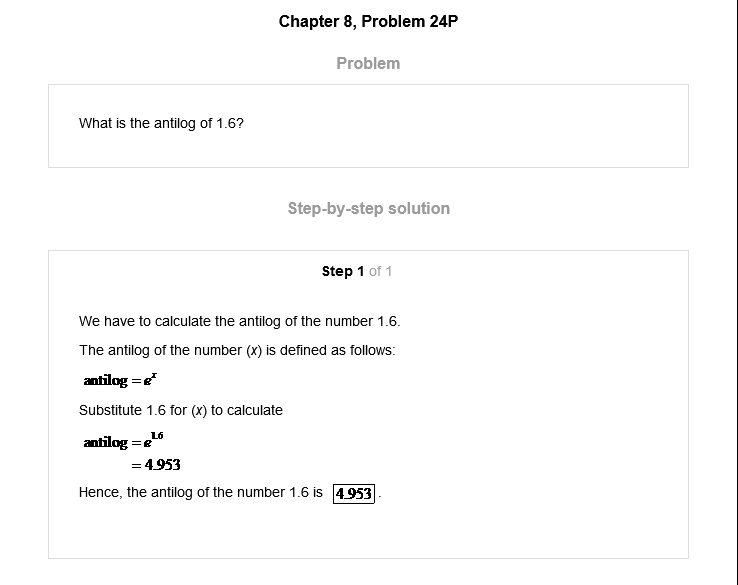 Chapter 8, Problem 24P
Problem
What is the antilog of 1.6?
Step-by-step solution
Step 1 of 1
We have to calculate the antilog of the number 1.6.
The antilog of the number (x) is defined as follows:
antilog = eˣ
Substitute 1.6 for (x) to calculate
antilog = e^1.6
= 4.953
Hence, the antilog of the number 1.6 is 4.953.